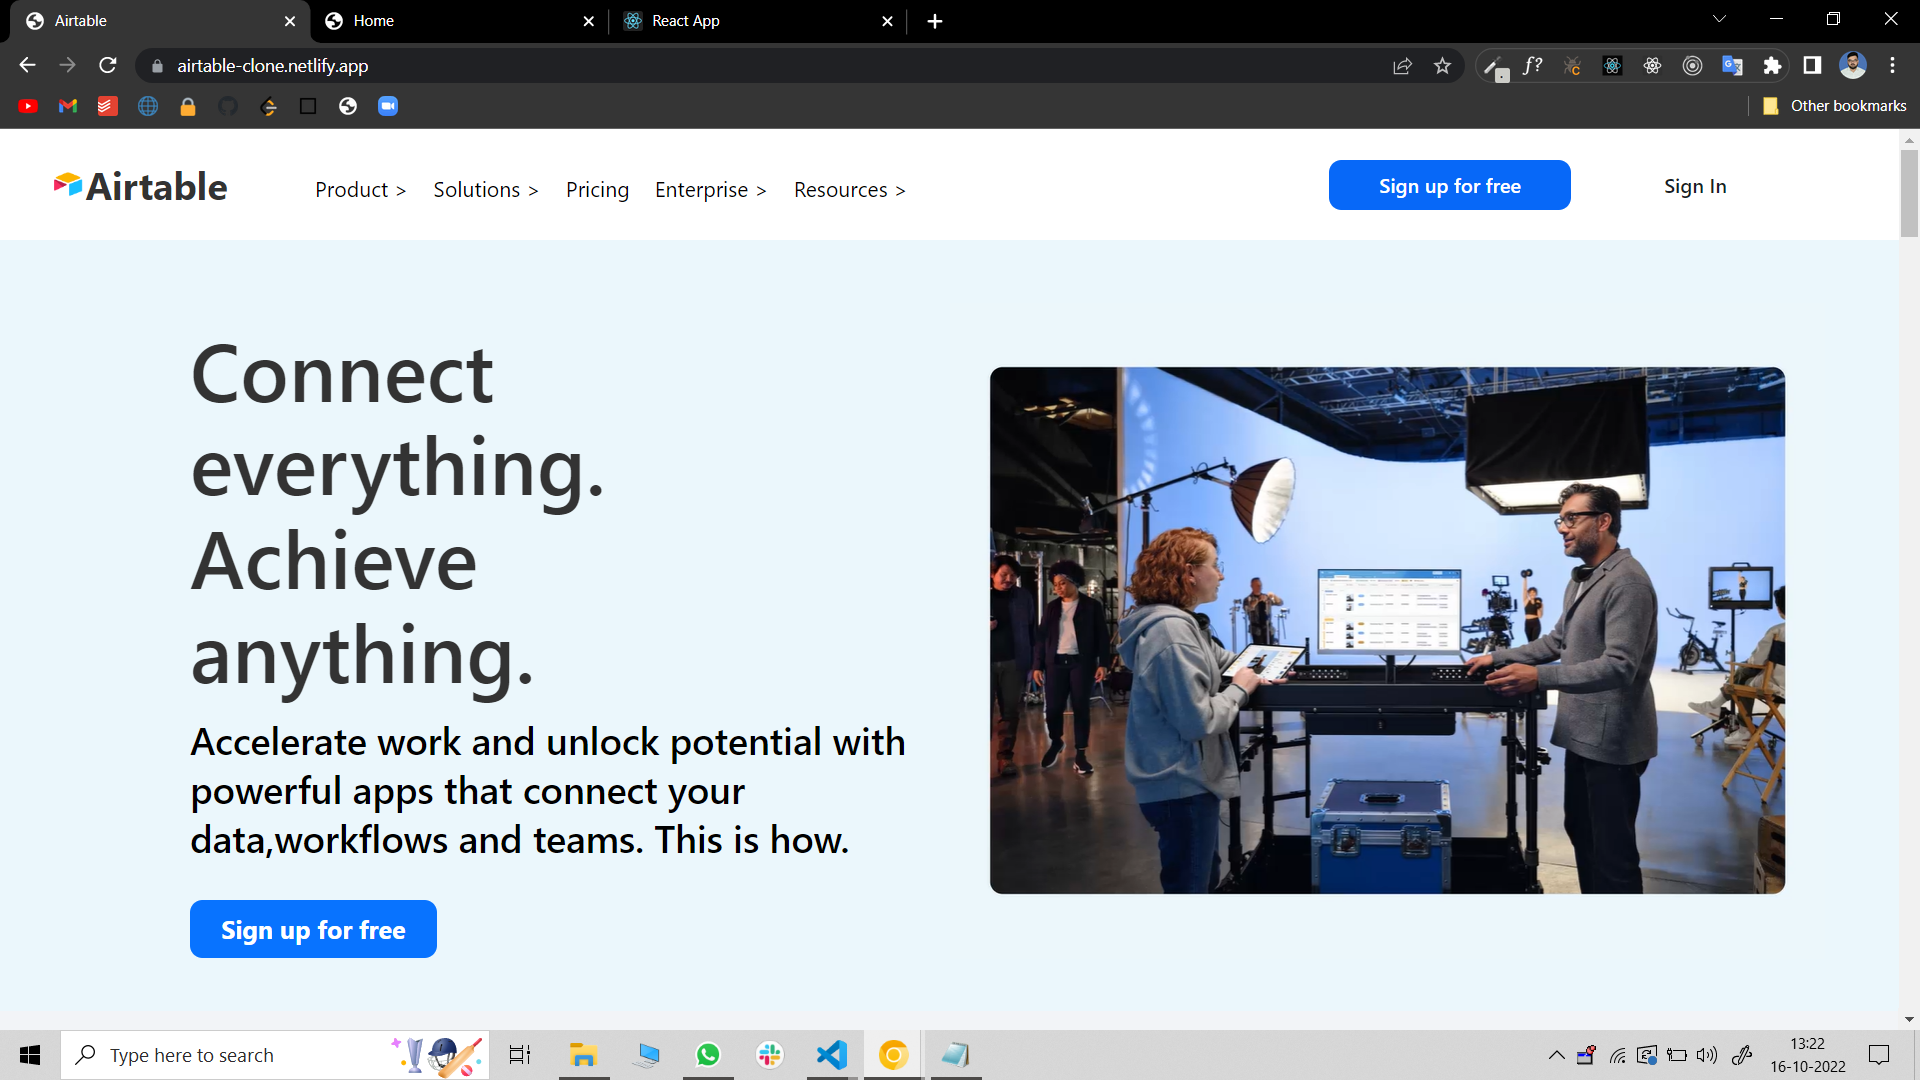 Airtable
Home
React App
airtable-clone.netlify.app
Other bookmarks
Airtable
Product >
Solutions >
Pricing
Enterprise >
Resources >
Sign up for free
Sign In
Connect
everything.
Achieve
anything.
Accelerate work and unlock potential with
powerful apps that connect your
data,workflows and teams. This is how.
Sign up for free
Type here to search
13:22
16-10-2022